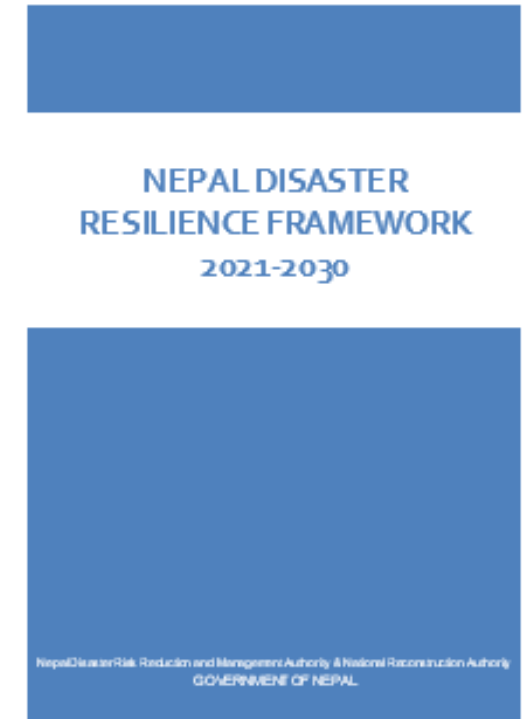 NEPAL DISASTER
RESILIENCE FRAMEWORK
2021-2030
Nepal Disaster Risk Reduction and Management Authority & National Reconstruction Authority
GOVERNMENT OF NEPAL